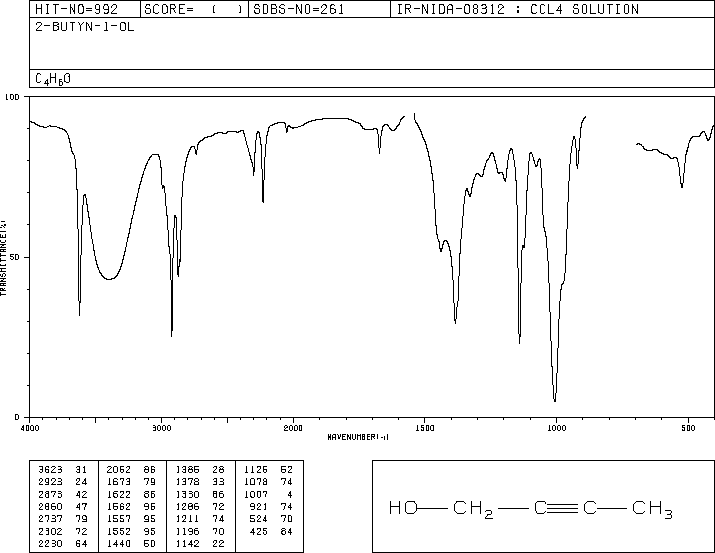 HIT-NO=992 SCORE= ( ) SDBS-NO=261 IR-NIDA-08312 : CCL4 SOLUTION
2-BUTYN-1-OL
C4H6O
100
50
0
TRANSMITTANCE(%)
4000 3000 2000 1500 1000 500
WAVENUMBER(-1)
3623 31 2052 86 1386 28 1126 52
2923 24 1673 79 1378 33 1078 74
2873 42 1622 86 1330 66 1007 4
2860 47 1562 96 1286 72 921 74
2737 79 1557 95 1211 74 524 70
2302 72 1552 95 1196 70 425 84
2230 64 1440 50 1142 22
HO CH2 C C CH3